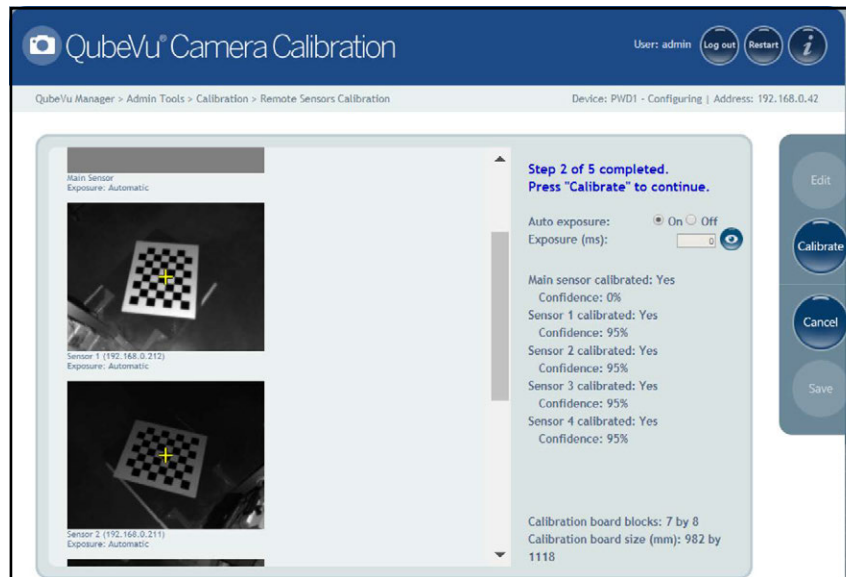 QubeVu® Camera Calibration
User: admin
Log out
Restart
i
QubeVu Manager > Admin Tools > Calibration > Remote Sensors Calibration
Device: PWD1 - Configuring | Address: 192.168.0.42
Main Sensor
Exposure: Automatic
Sensor 1 (192.168.0.212)
Exposure: Automatic
Sensor 2 (192.168.0.211)
Exposure: Automatic
Step 2 of 5 completed.
Press "Calibrate" to continue.
Auto exposure: On Off
Exposure (ms): 0
Main sensor calibrated: Yes
Confidence: 0%
Sensor 1 calibrated: Yes
Confidence: 95%
Sensor 2 calibrated: Yes
Confidence: 95%
Sensor 3 calibrated: Yes
Confidence: 95%
Sensor 4 calibrated: Yes
Confidence: 95%
Calibration board blocks: 7 by 8
Calibration board size (mm): 982 by
1118
Edit
Calibrate
Cancel
Save